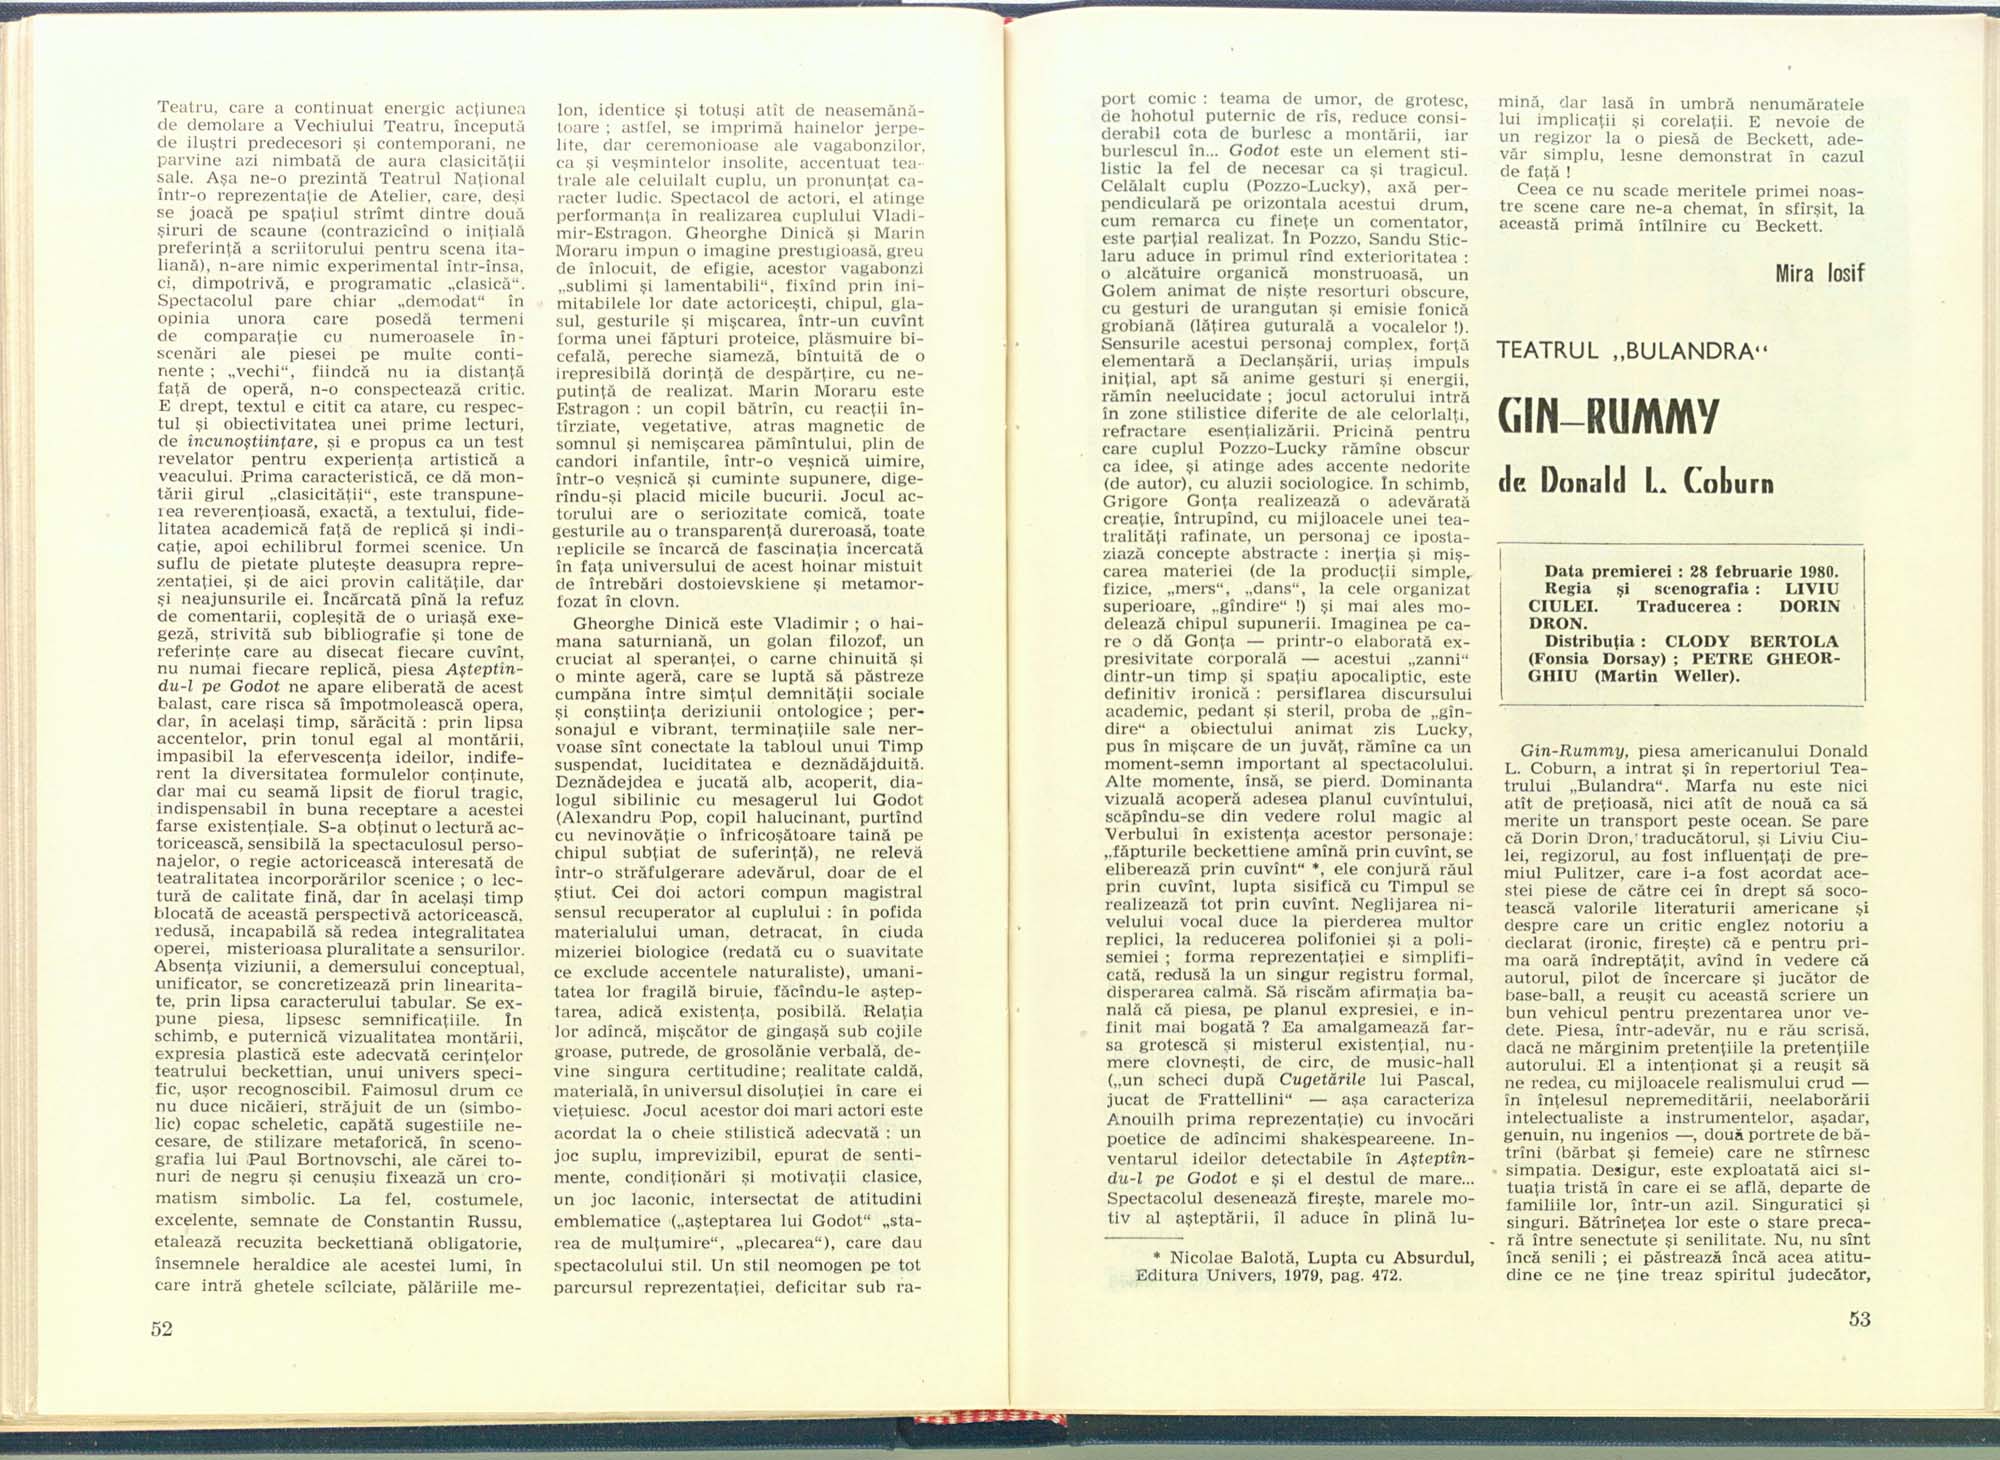 Teatru, care a continuat energic acțiunea
de demolare a Vechiului Teatru, începută
de iluștri predecesori și contemporani, ne
parvine azi nimbată de aura clasicității
sale. Așa ne-o prezintă Teatrul Național
într-o reprezentație de Atelier, care, deși
se joacă pe spațiul strîmt dintre două
șiruri de scaune (contrazicînd o inițială
preferință a scriitorului pentru scena ita-
liană), n-are nimic experimental într-însa,
ci, dimpotrivă, e programatic „clasică“.
Spectacolul pare chiar „demodat“ în
opinia unora care posedă termeni
de comparație cu numeroasele în-
scenări ale piesei pe multe conti-
nente ; „vechi“, fiindcă nu ia distanță
față de operă, n-o conspectează critic.
E drept, textul e citit ca atare, cu respec-
tul și obiectivitatea unei prime lecturi,
de încunoștiințare, și e propus ca un test
revelator pentru experiența artistică a
veacului. Prima caracteristică, ce dă mon-
tării girul „clasicității“, este transpune-
rea reverențioasă, exactă, a textului, fide-
litatea academică față de replică și indi-
cație, apoi echilibrul formei scenice. Un
suflu de pietate plutește deasupra repre-
zentației, și de aici provin calitățile, dar
și neajunsurile ei. Încărcată pînă la refuz
de comentarii, copleșită de o uriașă exe-
geză, strivită sub bibliografie și tone de
referințe care au disecat fiecare cuvînt,
nu numai fiecare replică, piesa Așteptîn-
du-l pe Godot ne apare eliberată de acest
balast, care risca să împotmolească opera,
dar, în același timp, sărăcită : prin lipsa
accentelor, prin tonul egal al montării,
impasibil la efervescența ideilor, indife-
rent la diversitatea formulelor conținute,
dar mai cu seamă lipsit de fiorul tragic,
indispensabil în buna receptare a acestei
farse existențiale. S-a obținut o lectură ac-
toricească, sensibilă la spectaculosul perso-
najelor, o regie actoricească interesată de
teatralitatea incorporărilor scenice ; o lec-
tură de calitate fină, dar în același timp
blocată de această perspectivă actoricească,
redusă, incapabilă să redea integralitatea
operei, misterioasa pluralitate a sensurilor.
Absența viziunii, a demersului conceptual,
unificator, se concretizează prin linearita-
te, prin lipsa caracterului tabular. Se ex-
pune piesa, lipsesc semnificațiile. În
schimb, e puternică vizualitatea montării,
expresia plastică este adecvată cerințelor
teatrului beckettian, unui univers speci-
fic, ușor recognoscibil. Faimosul drum ce
nu duce nicăieri, străjuit de un (simbo-
lic) copac scheletic, capătă sugestiile ne-
cesare, de stilizare metaforică, în sceno-
grafia lui Paul Bortnovschi, ale cărei to-
nuri de negru și cenușiu fixează un cro-
matism simbolic. La fel, costumele,
excelente, semnate de Constantin Russu,
etalează recuzita beckettiană obligatorie,
însemnele heraldice ale acestei lumi, în
care intră ghetele scîlciate, pălăriile me-
52
lon, identice și totuși atît de neasemănă-
toare ; astfel, se imprimă hainelor jerpe-
lite, dar ceremonioase ale vagabonzilor,
ca și veșmintelor insolite, accentuat tea-
trale ale celuilalt cuplu, un pronunțat ca-
racter ludic. Spectacol de actori, el atinge
performanța în realizarea cuplului Vladi-
mir-Estragon. Gheorghe Dinică și Marin
Moraru impun o imagine prestigioasă, greu
de înlocuit, de efigie, acestor vagabonzi
„sublimi și lamentabili“, fixînd prin ini-
mitabilele lor date actoricești, chipul, gla-
sul, gesturile și mișcarea, într-un cuvînt
forma unei făpturi proteice, plăsmuire bi-
cefală, pereche siameză, bîntuită de o
irepresibilă dorință de despărțire, cu ne-
putință de realizat. Marin Moraru este
Estragon : un copil bătrîn, cu reacții în-
tîrziate, vegetative, atras magnetic de
somnul și nemișcarea pămîntului, plin de
candori infantile, într-o veșnică uimire,
într-o veșnică și cuminte supunere, dige-
rîndu-și placid micile bucurii. Jocul ac-
torului are o seriozitate comică, toate
gesturile au o transparență dureroasă, toate
replicile se încarcă de fascinația încercată
în fața universului de acest hoinar mistuit
de întrebări dostoievskiene și metamor-
fozat în clovn.
Gheorghe Dinică este Vladimir ; o hai-
mana saturniană, un golan filozof, un
cruciat al speranței, o carne chinuită și
o minte ageră, care se luptă să păstreze
cumpăna între simțul demnității sociale
și conștiința deriziunii ontologice ; per-
sonajul e vibrant, terminațiile sale ner-
voase sînt conectate la tabloul unui Timp
suspendat, luciditatea e deznădăjduită.
Deznădejdea e jucată alb, acoperit, dia-
logul sibilinic cu mesagerul lui Godot
(Alexandru Pop, copil halucinant, purtînd
cu nevinovăție o înfricoșătoare taină pe
chipul subțiat de suferință), ne relevă
într-o străfulgerare adevărul, doar de el
știut. Cei doi actori compun magistral
sensul recuperator al cuplului : în pofida
materialului uman, detracat, în ciuda
mizeriei biologice (redată cu o suavitate
ce exclude accentele naturaliste), umani-
tatea lor fragilă biruie, făcîndu-le aștep-
tarea, adică existența, posibilă. Relația
lor adîncă, mișcător de gingașă sub cojile
groase, putrede, de grosolănie verbală, de-
vine singura certitudine; realitate caldă,
materială, în universul disoluției în care ei
viețuiesc. Jocul acestor doi mari actori este
acordat la o cheie stilistică adecvată : un
joc suplu, imprevizibil, epurat de senti-
mente, condiționări și motivații clasice,
un joc laconic, intersectat de atitudini
emblematice („așteptarea lui Godot“ „sta-
rea de mulțumire“, „plecarea“), care dau
spectacolului stil. Un stil neomogen pe tot
parcursul reprezentației, deficitar sub ra-
port comic : teama de umor, de grotesc,
de hohotul puternic de rîs, reduce consi-
derabil cota de burlesc a montării, iar
burlescul în... Godot este un element sti-
listic la fel de necesar ca și tragicul.
Celălalt cuplu (Pozzo-Lucky), axă per-
pendiculară pe orizontala acestui drum,
cum remarca cu finețe un comentator,
este parțial realizat. În Pozzo, Sandu Stic-
laru aduce in primul rînd exterioritatea :
o alcătuire organică monstruoasă, un
Golem animat de niște resorturi obscure,
cu gesturi de urangutan și emisie fonică
grobiană (lățirea guturală a vocalelor !).
Sensurile acestui personaj complex, forță
elementară a Declanșării, uriaș impuls
inițial, apt să anime gesturi și energii,
rămîn neelucidate ; jocul actorului intră
în zone stilistice diferite de ale celorlalți,
refractare esențializării. Pricină pentru
care cuplul Pozzo-Lucky rămîne obscur
ca idee, și atinge ades accente nedorite
(de autor), cu aluzii sociologice. În schimb,
Grigore Gonța realizează o adevărată
creație, întrupînd, cu mijloacele unei tea-
tralități rafinate, un personaj ce iposta-
ziază concepte abstracte : inerția și miș-
carea materiei (de la producții simple,
fizice, „mers“, „dans“, la cele organizat
superioare, „gîndire“ !) și mai ales mo-
delează chipul supunerii. Imaginea pe ca-
re o dă Gonța — printr-o elaborată ex-
presivitate corporală — acestui „zanni“
dintr-un timp și spațiu apocaliptic, este
definitiv ironică : persiflarea discursului
academic, pedant și steril, proba de „gîn-
dire“ a obiectului animat zis Lucky,
pus în mișcare de un juvăț, rămîne ca un
moment-semn important al spectacolului.
Alte momente, însă, se pierd. Dominanta
vizuală acoperă adesea planul cuvîntului,
scăpîndu-se din vedere rolul magic al
Verbului în existența acestor personaje:
„făpturile beckettiene amînă prin cuvînt, se
eliberează prin cuvînt“ *, ele conjură răul
prin cuvînt, lupta sisifică cu Timpul se
realizează tot prin cuvînt. Neglijarea ni-
velului vocal duce la pierderea multor
replici, la reducerea polifoniei și a poli-
semiei ; forma reprezentației e simplifi-
cată, redusă la un singur registru formal,
disperarea calmă. Să riscăm afirmația ba-
nală că piesa, pe planul expresiei, e in-
finit mai bogată ? Ea amalgamează far-
sa grotescă și misterul existențial, nu-
mere clovnești, de circ, de music-hall
(„un scheci după Cugetările lui Pascal,
jucat de Frattellini“ — așa caracteriza
Anouilh prima reprezentație) cu invocări
poetice de adîncimi shakespeareene. In-
ventarul ideilor detectabile în Așteptîn-
du-l pe Godot e și el destul de mare...
Spectacolul desenează firește, marele mo-
tiv al așteptării, îl aduce în plină lu-
* Nicolae Balotă, Lupta cu Absurdul,
Editura Univers, 1979, pag. 472.
mină, dar lasă în umbră nenumăratele
lui implicații și corelații. E nevoie de
un regizor la o piesă de Beckett, ade-
văr simplu, lesne demonstrat în cazul
de față !
Ceea ce nu scade meritele primei noas-
tre scene care ne-a chemat, în sfîrșit, la
această primă întîlnire cu Beckett.
Mira Iosif
TEATRUL „BULANDRA“
GIN–RUMMY
de Donald L. Coburn
Data premierei : 28 februarie 1980.
Regia și scenografia : LIVIU
CIULEI. Traducerea : DORIN
DRON.
Distribuția : CLODY BERTOLA
(Fonsia Dorsay) ; PETRE GHEOR-
GHIU (Martin Weller).
Gin-Rummy, piesa americanului Donald
L. Coburn, a intrat și în repertoriul Tea-
trului „Bulandra“. Marfa nu este nici
atît de prețioasă, nici atît de nouă ca să
merite un transport peste ocean. Se pare
că Dorin Dron, traducătorul, și Liviu Ciu-
lei, regizorul, au fost influențați de pre-
miul Pulitzer, care i-a fost acordat ace-
stei piese de către cei în drept să soco-
tească valorile literaturii americane și
despre care un critic englez notoriu a
declarat (ironic, firește) că e pentru pri-
ma oară îndreptățit, avînd în vedere că
autorul, pilot de încercare și jucător de
base-ball, a reușit cu această scriere un
bun vehicul pentru prezentarea unor ve-
dete. Piesa, într-adevăr, nu e rău scrisă,
dacă ne mărginim pretențiile la pretențiile
autorului. El a intenționat și a reușit să
ne redea, cu mijloacele realismului crud —
în înțelesul nepremeditării, neelaborării
intelectualiste a instrumentelor, așadar,
genuin, nu ingenios —, două portrete de bă-
trîni (bărbat și femeie) care ne stîrnesc
simpatia. Desigur, este exploatată aici si-
tuația tristă în care ei se află, departe de
familiile lor, într-un azil. Singuratici și
singuri. Bătrînețea lor este o stare preca-
ră între senectute și senilitate. Nu, nu sînt
încă senili ; ei păstrează încă acea atitu-
dine ce ne ține treaz spiritul judecător,
53